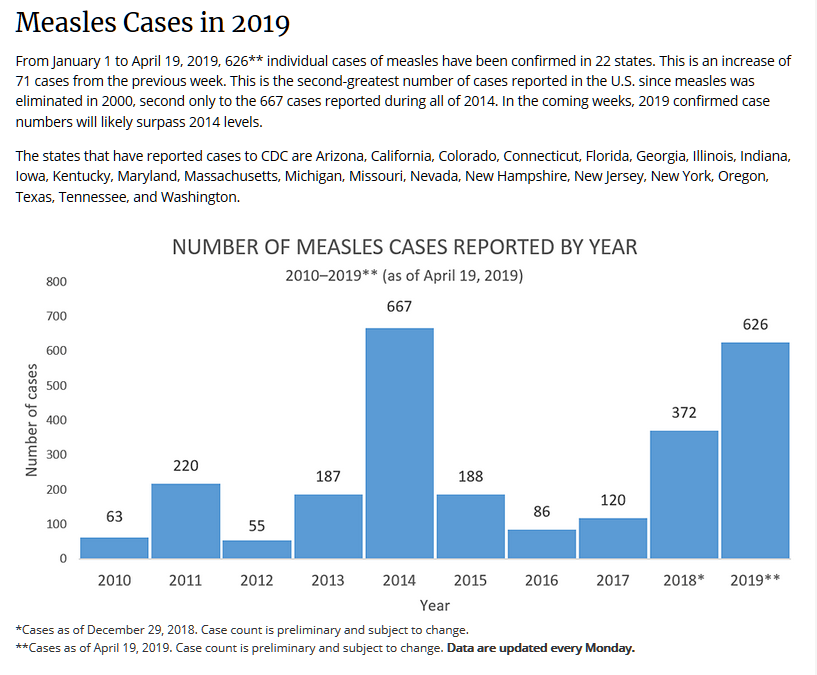 Measles Cases in 2019
From January 1 to April 19, 2019, 626** individual cases of measles have been confirmed in 22 states. This is an increase of
71 cases from the previous week. This is the second-greatest number of cases reported in the U.S. since measles was
eliminated in 2000, second only to the 667 cases reported during all of 2014. In the coming weeks, 2019 confirmed case
numbers will likely surpass 2014 levels.
The states that have reported cases to CDC are Arizona, California, Colorado, Connecticut, Florida, Georgia, Illinois, Indiana,
Iowa, Kentucky, Maryland, Massachusetts, Michigan, Missouri, Nevada, New Hampshire, New Jersey, New York, Oregon,
Texas, Tennessee, and Washington.
NUMBER OF MEASLES CASES REPORTED BY YEAR
2010–2019** (as of April 19, 2019)
Number of cases
800
700
600
500
400
300
200
100
0
63
220
55
187
667
188
86
120
372
626
2010
2011
2012
2013
2014
2015
2016
2017
2018*
2019**
Year
*Cases as of December 29, 2018. Case count is preliminary and subject to change.
**Cases as of April 19, 2019. Case count is preliminary and subject to change. Data are updated every Monday.